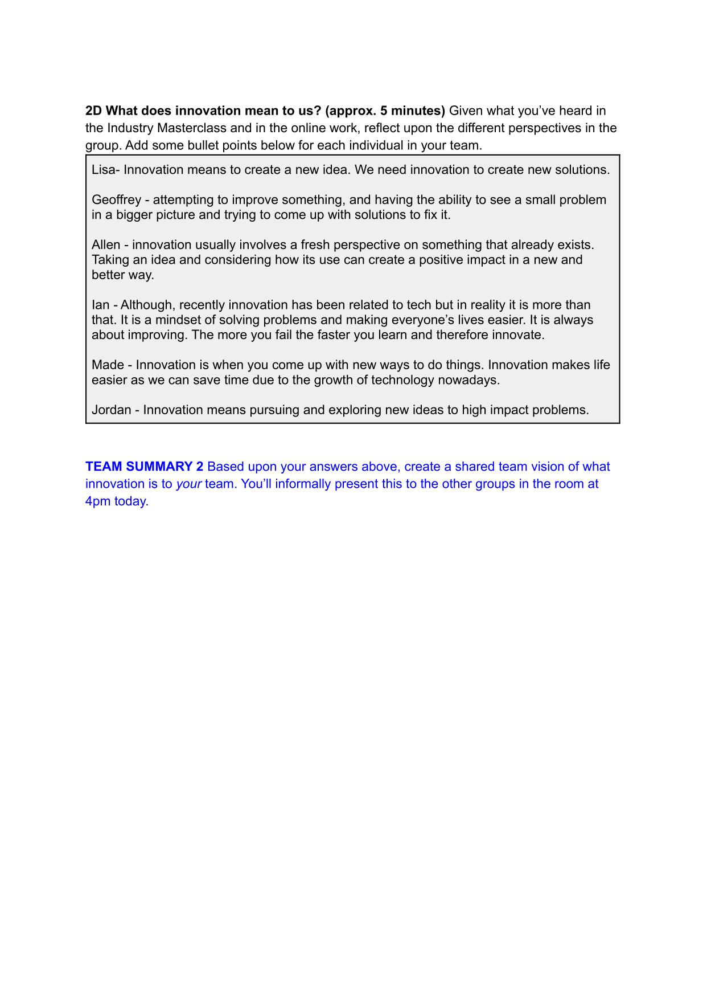 2D What does innovation mean to us? (approx. 5 minutes) Given what you’ve heard in
the Industry Masterclass and in the online work, reflect upon the different perspectives in the
group. Add some bullet points below for each individual in your team.
Lisa- Innovation means to create a new idea. We need innovation to create new solutions.
Geoffrey - attempting to improve something, and having the ability to see a small problem
in a bigger picture and trying to come up with solutions to fix it.
Allen - innovation usually involves a fresh perspective on something that already exists.
Taking an idea and considering how its use can create a positive impact in a new and
better way.
Ian - Although, recently innovation has been related to tech but in reality it is more than
that. It is a mindset of solving problems and making everyone’s lives easier. It is always
about improving. The more you fail the faster you learn and therefore innovate.
Made - Innovation is when you come up with new ways to do things. Innovation makes life
easier as we can save time due to the growth of technology nowadays.
Jordan - Innovation means pursuing and exploring new ideas to high impact problems.
TEAM SUMMARY 2 Based upon your answers above, create a shared team vision of what
innovation is to your team. You’ll informally present this to the other groups in the room at
4pm today.